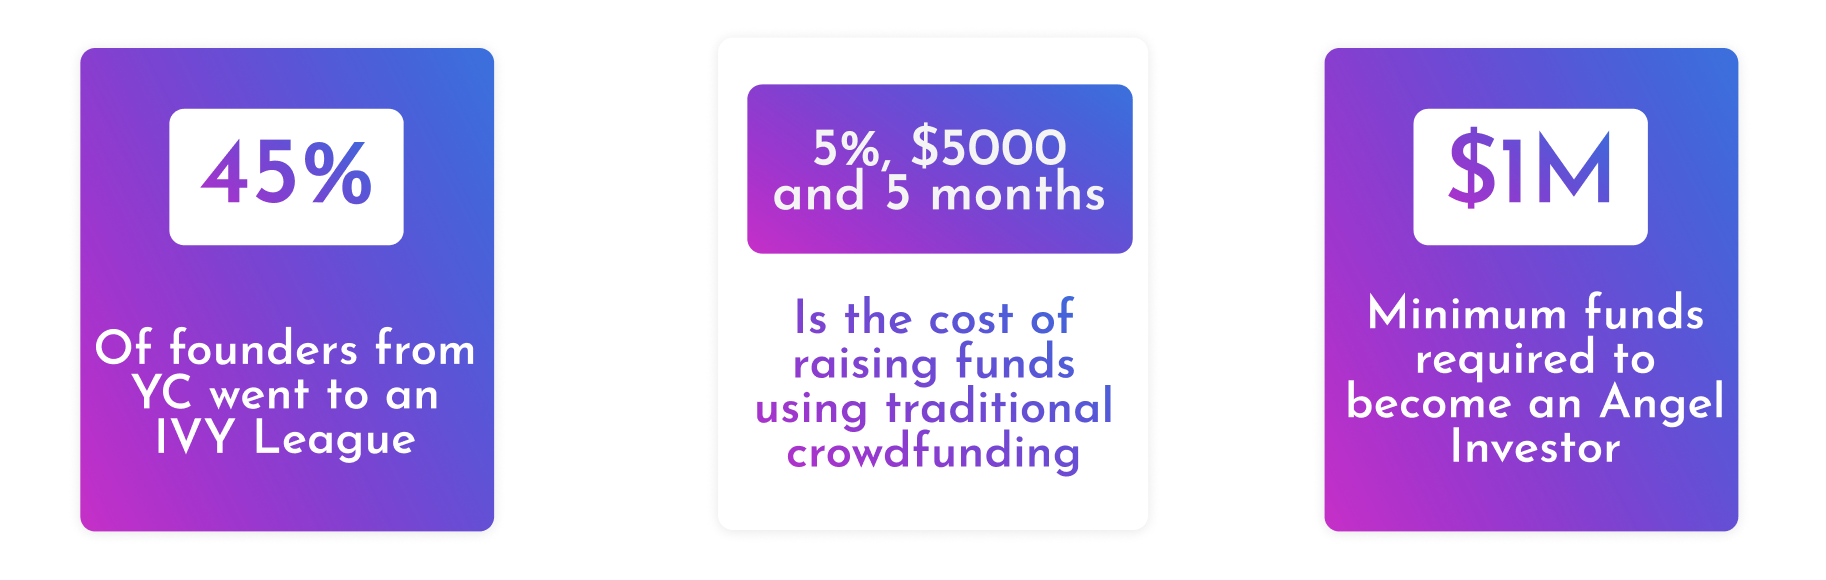 45%
Of founders from
YC went to an
IVY League
5%, $5000
and 5 months
Is the cost of
raising funds
using traditional
crowdfunding
$1M
Minimum funds
required to
become an Angel
Investor